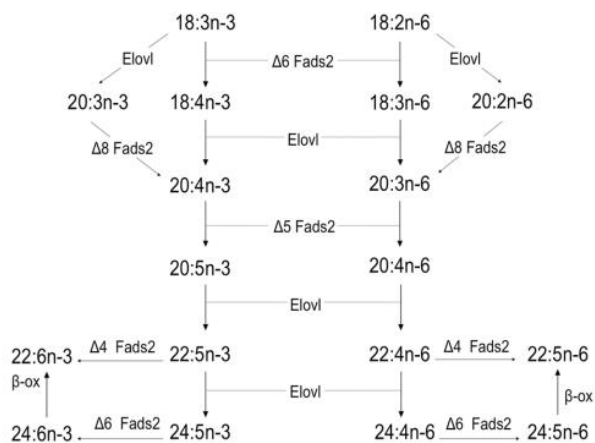 18:3n-3 18:2n-6
Elovl Δ6 Fads2 Elovl
20:3n-3 18:4n-3 18:3n-6 20:2n-6
Δ8 Fads2 Elovl Δ8 Fads2
20:4n-3 20:3n-6
Δ5 Fads2
20:5n-3 20:4n-6
Elovl
22:6n-3 Δ4 Fads2 22:5n-3 22:4n-6 Δ4 Fads2 22:5n-6
β-ox Elovl β-ox
24:6n-3 Δ6 Fads2 24:5n-3 24:4n-6 Δ6 Fads2 24:5n-6